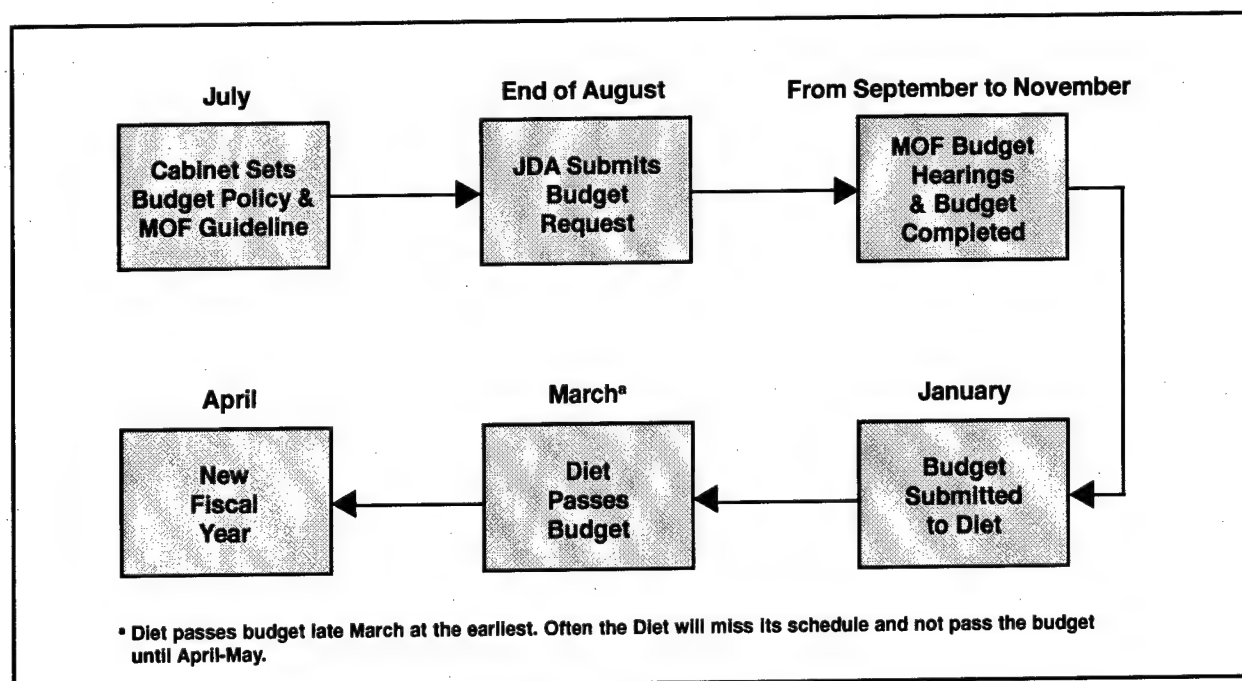 July
Cabinet Sets
Budget Policy &
MOF Guideline
End of August
JDA Submits
Budget
Request
From September to November
MOF Budget
Hearings
& Budget
Completed
January
Budget
Submitted
to Diet
Marchª
Diet
Passes
Budget
April
New
Fiscal
Year
ª Diet passes budget late March at the earliest. Often the Diet will miss its schedule and not pass the budget
until April-May.